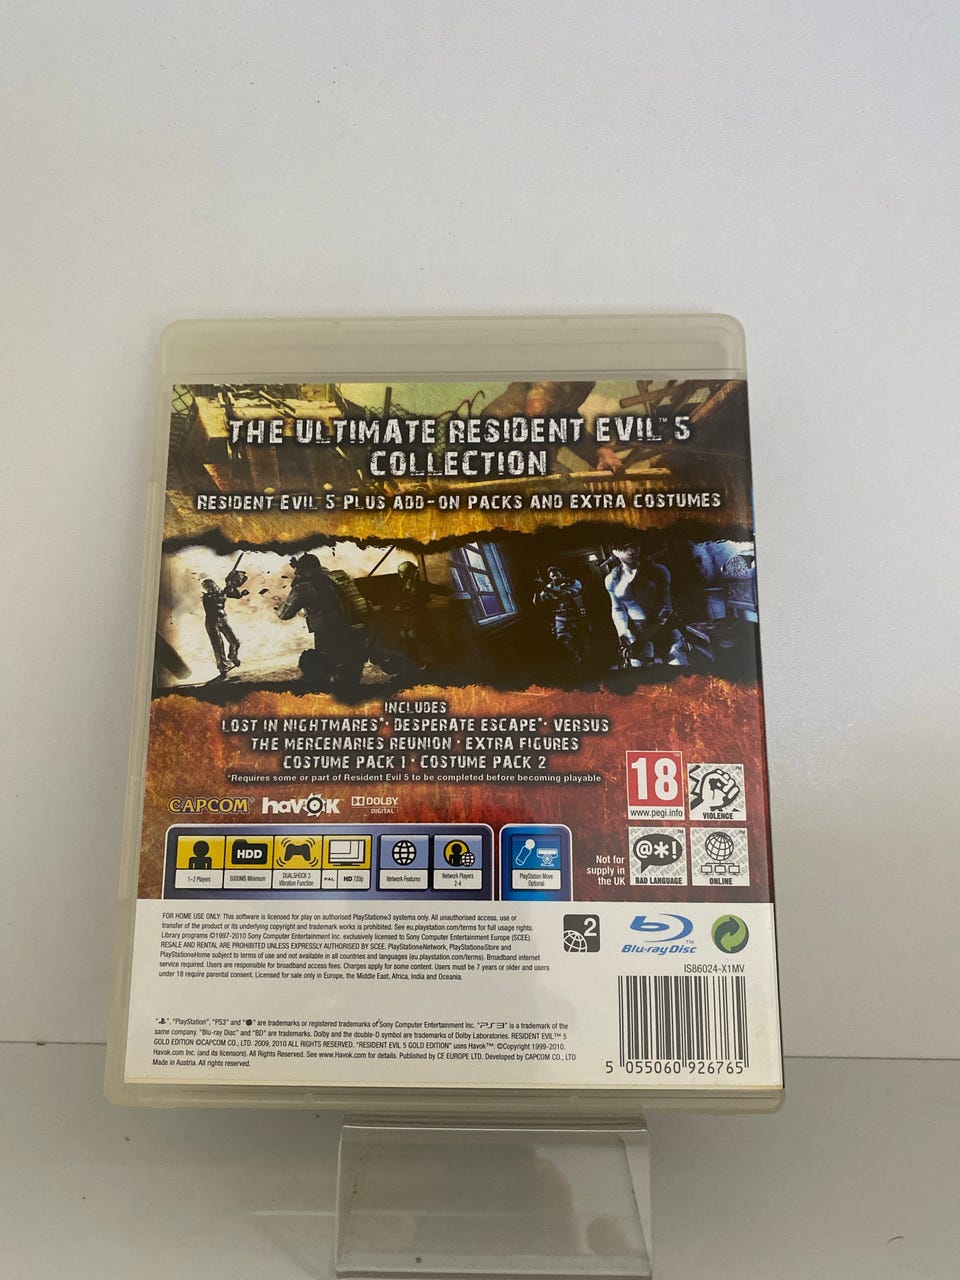 THE ULTIMATE RESIDENT EVIL™ 5
COLLECTION
RESIDENT EVIL 5 PLUS ADD-ON PACKS AND EXTRA COSTUMES
INCLUDES
LOST IN NIGHTMARES* · DESPERATE ESCAPE* · VERSUS
THE MERCENARIES REUNION · EXTRA FIGURES
COSTUME PACK 1 · COSTUME PACK 2
*Requires some or part of Resident Evil 5 to be completed before becoming playable
CAPCOM havok DOLBY DIGITAL
18
www.pegi.info
VIOLENCE
BAD LANGUAGE
ONLINE
Not for
supply in
the UK
HDD
1-2 Players
6000MB Minimum
DUALSHOCK 3
Vibration Function
PAL HD 720p
Network Features
Network Players
2-4
PlayStation Move
Optional
FOR HOME USE ONLY: This software is licensed for play on authorised PlayStation3 systems only. All unauthorised access, use or
transfer of the product or its underlying copyright and trademark works is prohibited. See eu.playstation.com/terms for full usage rights.
Library programs ©1997-2010 Sony Computer Entertainment Inc. exclusively licensed to Sony Computer Entertainment Europe (SCEE).
RESALE AND RENTAL ARE PROHIBITED UNLESS EXPRESSLY AUTHORISED BY SCEE. PlayStationNetwork, PlayStationStore and
PlayStationHome subject to terms of use and not available in all countries and languages (eu.playstation.com/terms). Broadband internet
service required. Users are responsible for broadband access fees. Charges apply for some content. Users must be 7 years or older and users
under 18 require parental consent. Licensed for sale only in Europe, the Middle East, Africa, India and Oceania.
2
Blu-ray Disc
IS86024-X1MV
"PlayStation", "PS3" and " " are trademarks or registered trademarks of Sony Computer Entertainment Inc. "PS3" is a trademark of the
same company. "Blu-ray Disc" and "BD" are trademarks. Dolby and the double-D symbol are trademarks of Dolby Laboratories. RESIDENT EVIL™ 5
GOLD EDITION ©CAPCOM CO., LTD. 2009, 2010 ALL RIGHTS RESERVED. "RESIDENT EVIL 5 GOLD EDITION" uses Havok™: ©Copyright 1999-2010.
Havok.com Inc. (and its licensors). All Rights Reserved. See www.Havok.com for details. Published by CE EUROPE LTD. Developed by CAPCOM CO., LTD
Made in Austria. All rights reserved.
5 055060 926765